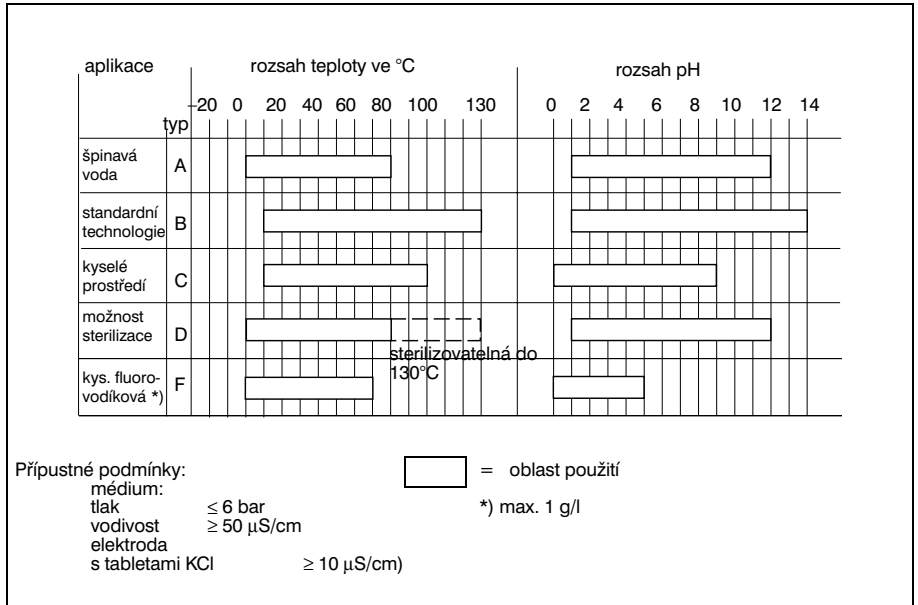 aplikace rozsah teploty ve °C rozsah pH
typ −20 0 20 40 60 80 100 130 0 2 4 6 8 10 12 14
špinavá
voda A
standardní
technologie B
kyselé
prostředí C
možnost
sterilizace D
sterilizovatelná do
130°C
kys. fluoro-
vodíková *) F
Přípustné podmínky: = oblast použití
médium:
tlak ≤ 6 bar *) max. 1 g/l
vodivost ≥ 50 μS/cm
elektroda
s tabletami KCl ≥ 10 μS/cm)